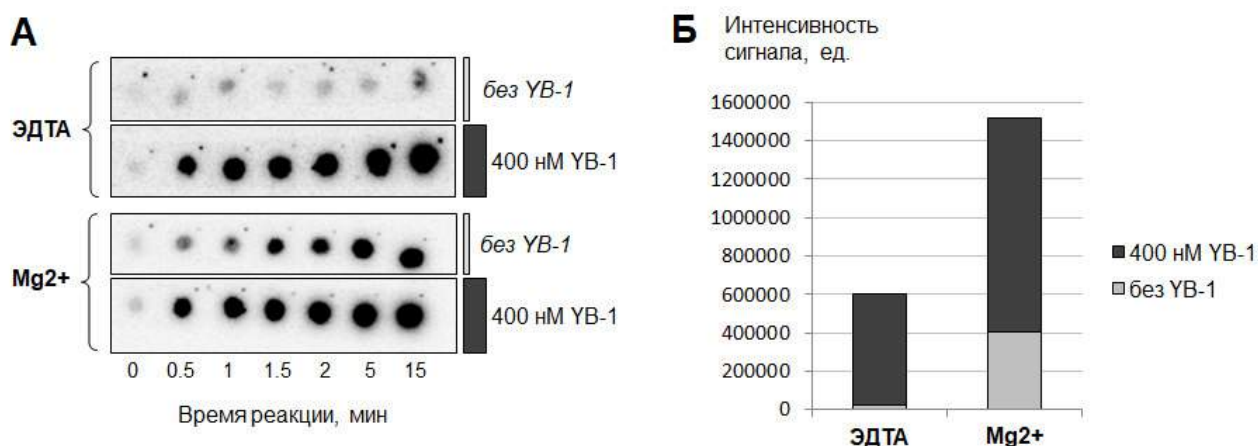 А
ЭДТА
без YB-1
400 нМ YB-1
Mg2+
без YB-1
400 нМ YB-1
0 0.5 1 1.5 2 5 15
Время реакции, мин
Б
Интенсивность
сигнала, ед.
1600000
1400000
1200000
1000000
800000
600000
400000
200000
0
ЭДТА Mg2+
400 нМ YB-1
без YB-1